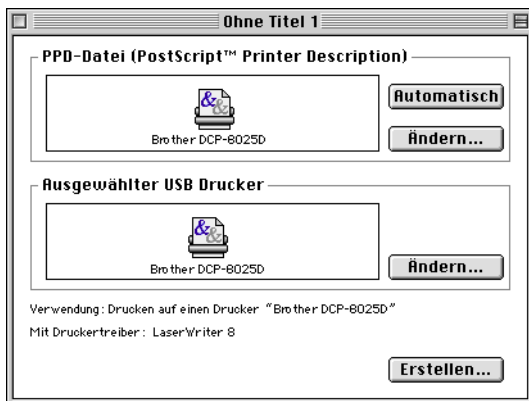 Ohne Titel 1
PPD-Datei (PostScript™ Printer Description)
Brother DCP-8025D
Automatisch
Ändern...
Ausgewählter USB Drucker
Brother DCP-8025D
Ändern...
Verwendung: Drucken auf einen Drucker "Brother DCP-8025D"
Mit Druckertreiber: LaserWriter 8
Erstellen...